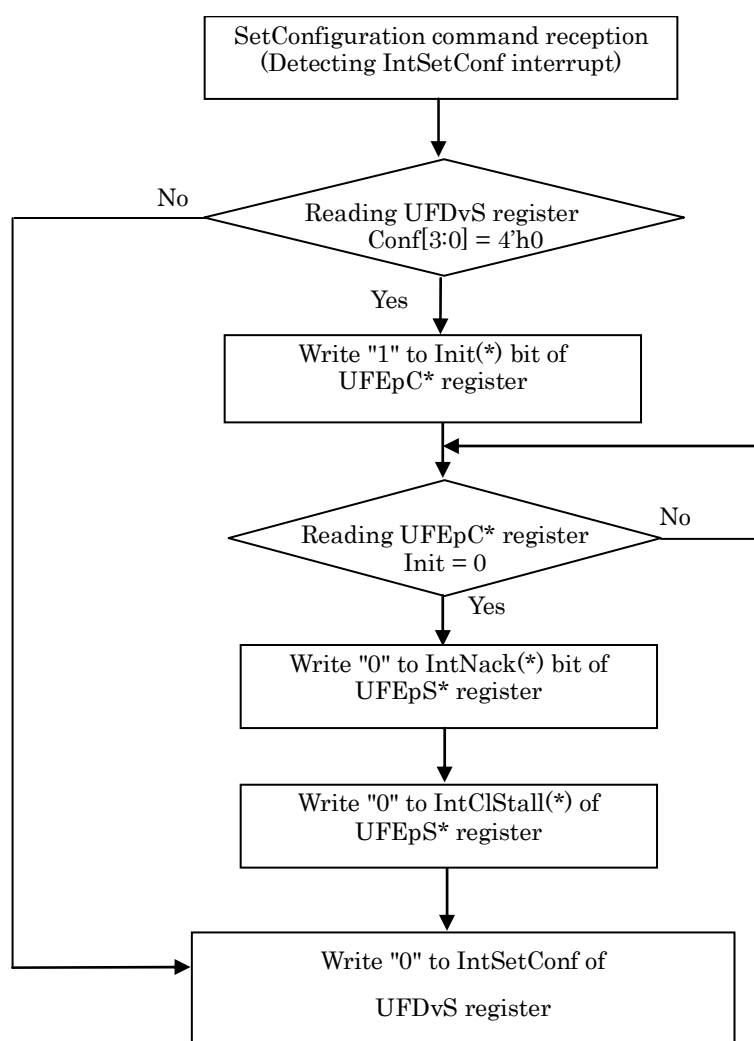 SetConfiguration command reception
(Detecting IntSetConf interrupt)
No
Reading UFDvS register
Conf[3:0] = 4’h0
Yes
Write "1" to Init(*) bit of
UFEpC* register
Reading UFEpC* register
Init = 0
No
Yes
Write "0" to IntNack(*) bit of
UFEpS* register
Write "0" to IntClStall(*) of
UFEpS* register
Write "0" to IntSetConf of
UFDvS register